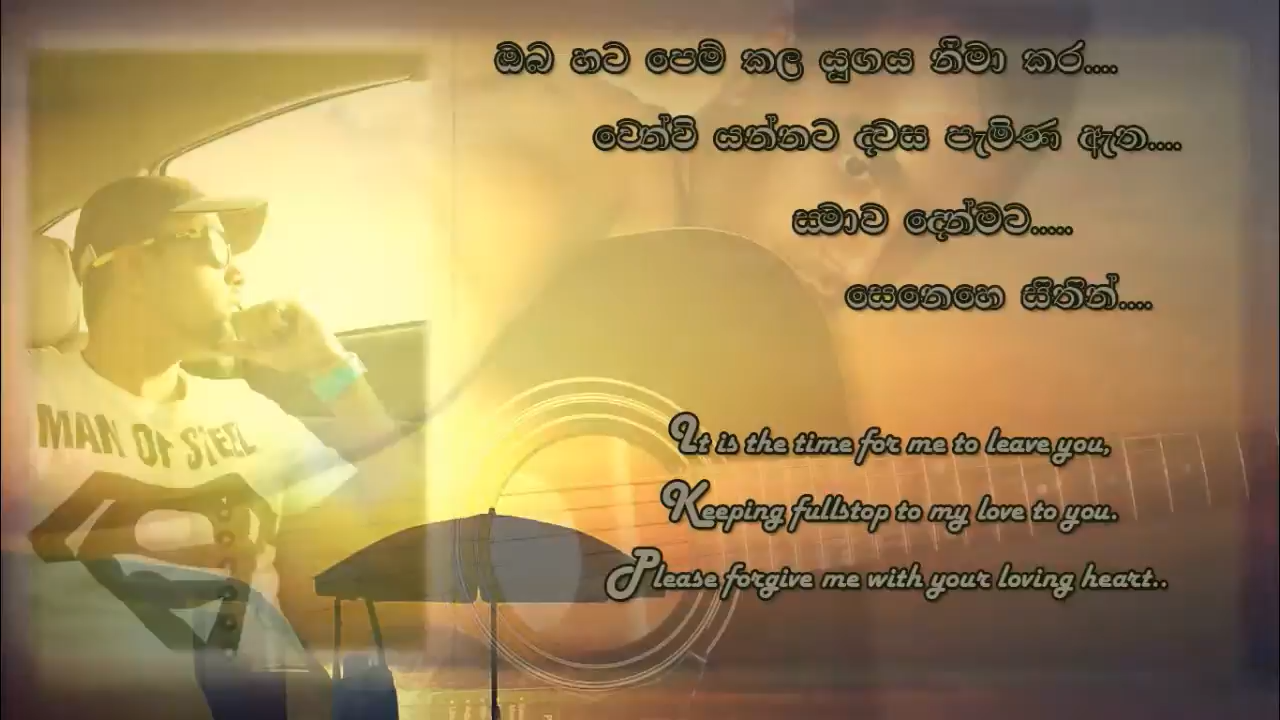 ඔබ හට පෙම් කල යූගය නිමා කර....
වෙන්වි යන්නට දවස පැමිණ ඇත....
සමාව දෙන්මට.....
සෙනෙහෙ සිතින්....
MAN OF STEEL
It is the time for me to leave you,
Keeping fullstop to my love to you.
Please forgive me with your loving heart..